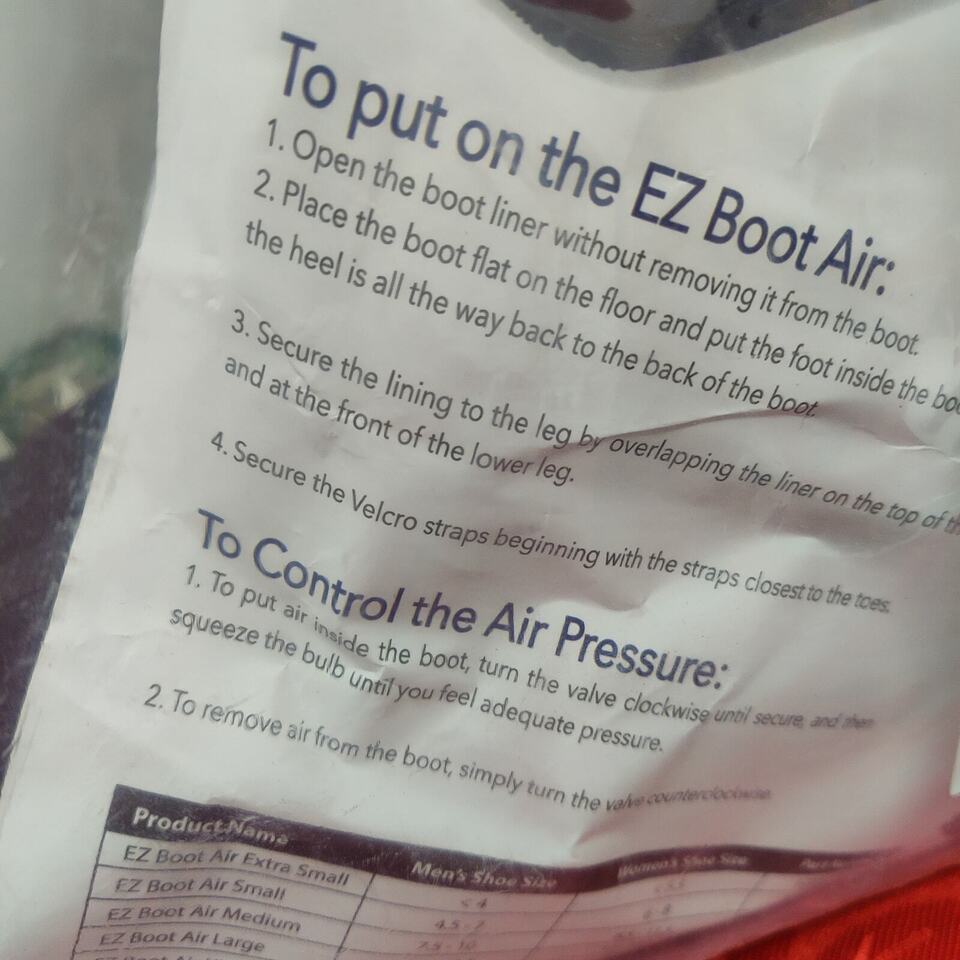 To put on the EZ Boot Air:
1. Open the boot liner without removing it from the boot.
2. Place the boot flat on the floor and put the foot inside the
the heel is all the way back to the back of the boot.
3. Secure the lining to the leg by overlapping the liner on the top of
and at the front of the lower leg.
4. Secure the Velcro straps beginning with the straps closest to the toes.
To Control the Air Pressure:
1. To put air inside the boot, turn the valve clockwise until secure, and then
squeeze the bulb until you feel adequate pressure.
2. To remove air from the boot, simply turn the valve counterclockwise.
Product Name Men's Shoe Size Women's Shoe Size
EZ Boot Air Extra Small < 4
EZ Boot Air Small 4.5 - 7
EZ Boot Air Medium 7.5 - 10
EZ Boot Air Large